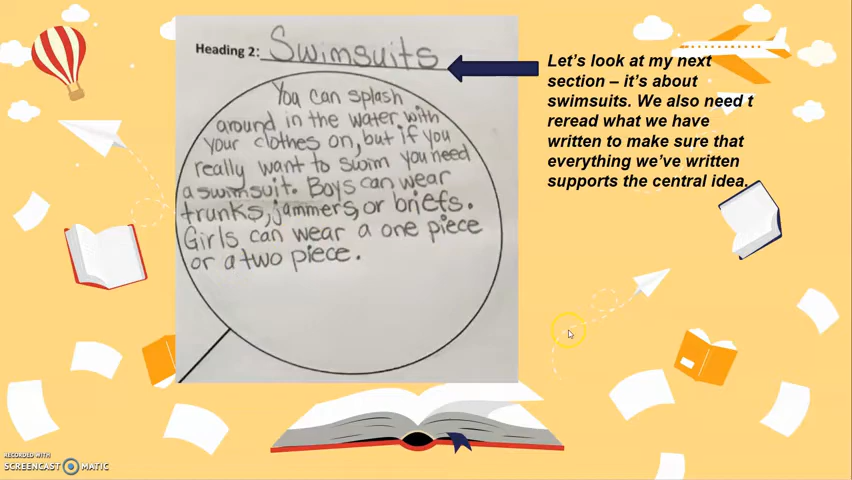 Heading 2: Swimsuits
You can splash
around in the water with
your clothes on, but if you
really want to swim you need
a swimsuit. Boys can wear
trunks, jammers, or briefs.
Girls can wear a one piece
or a two piece.
Let's look at my next
section – it's about
swimsuits. We also need t
reread what we have
written to make sure that
everything we've written
supports the central idea.
RECORDED WITH
SCREENCAST MATIC